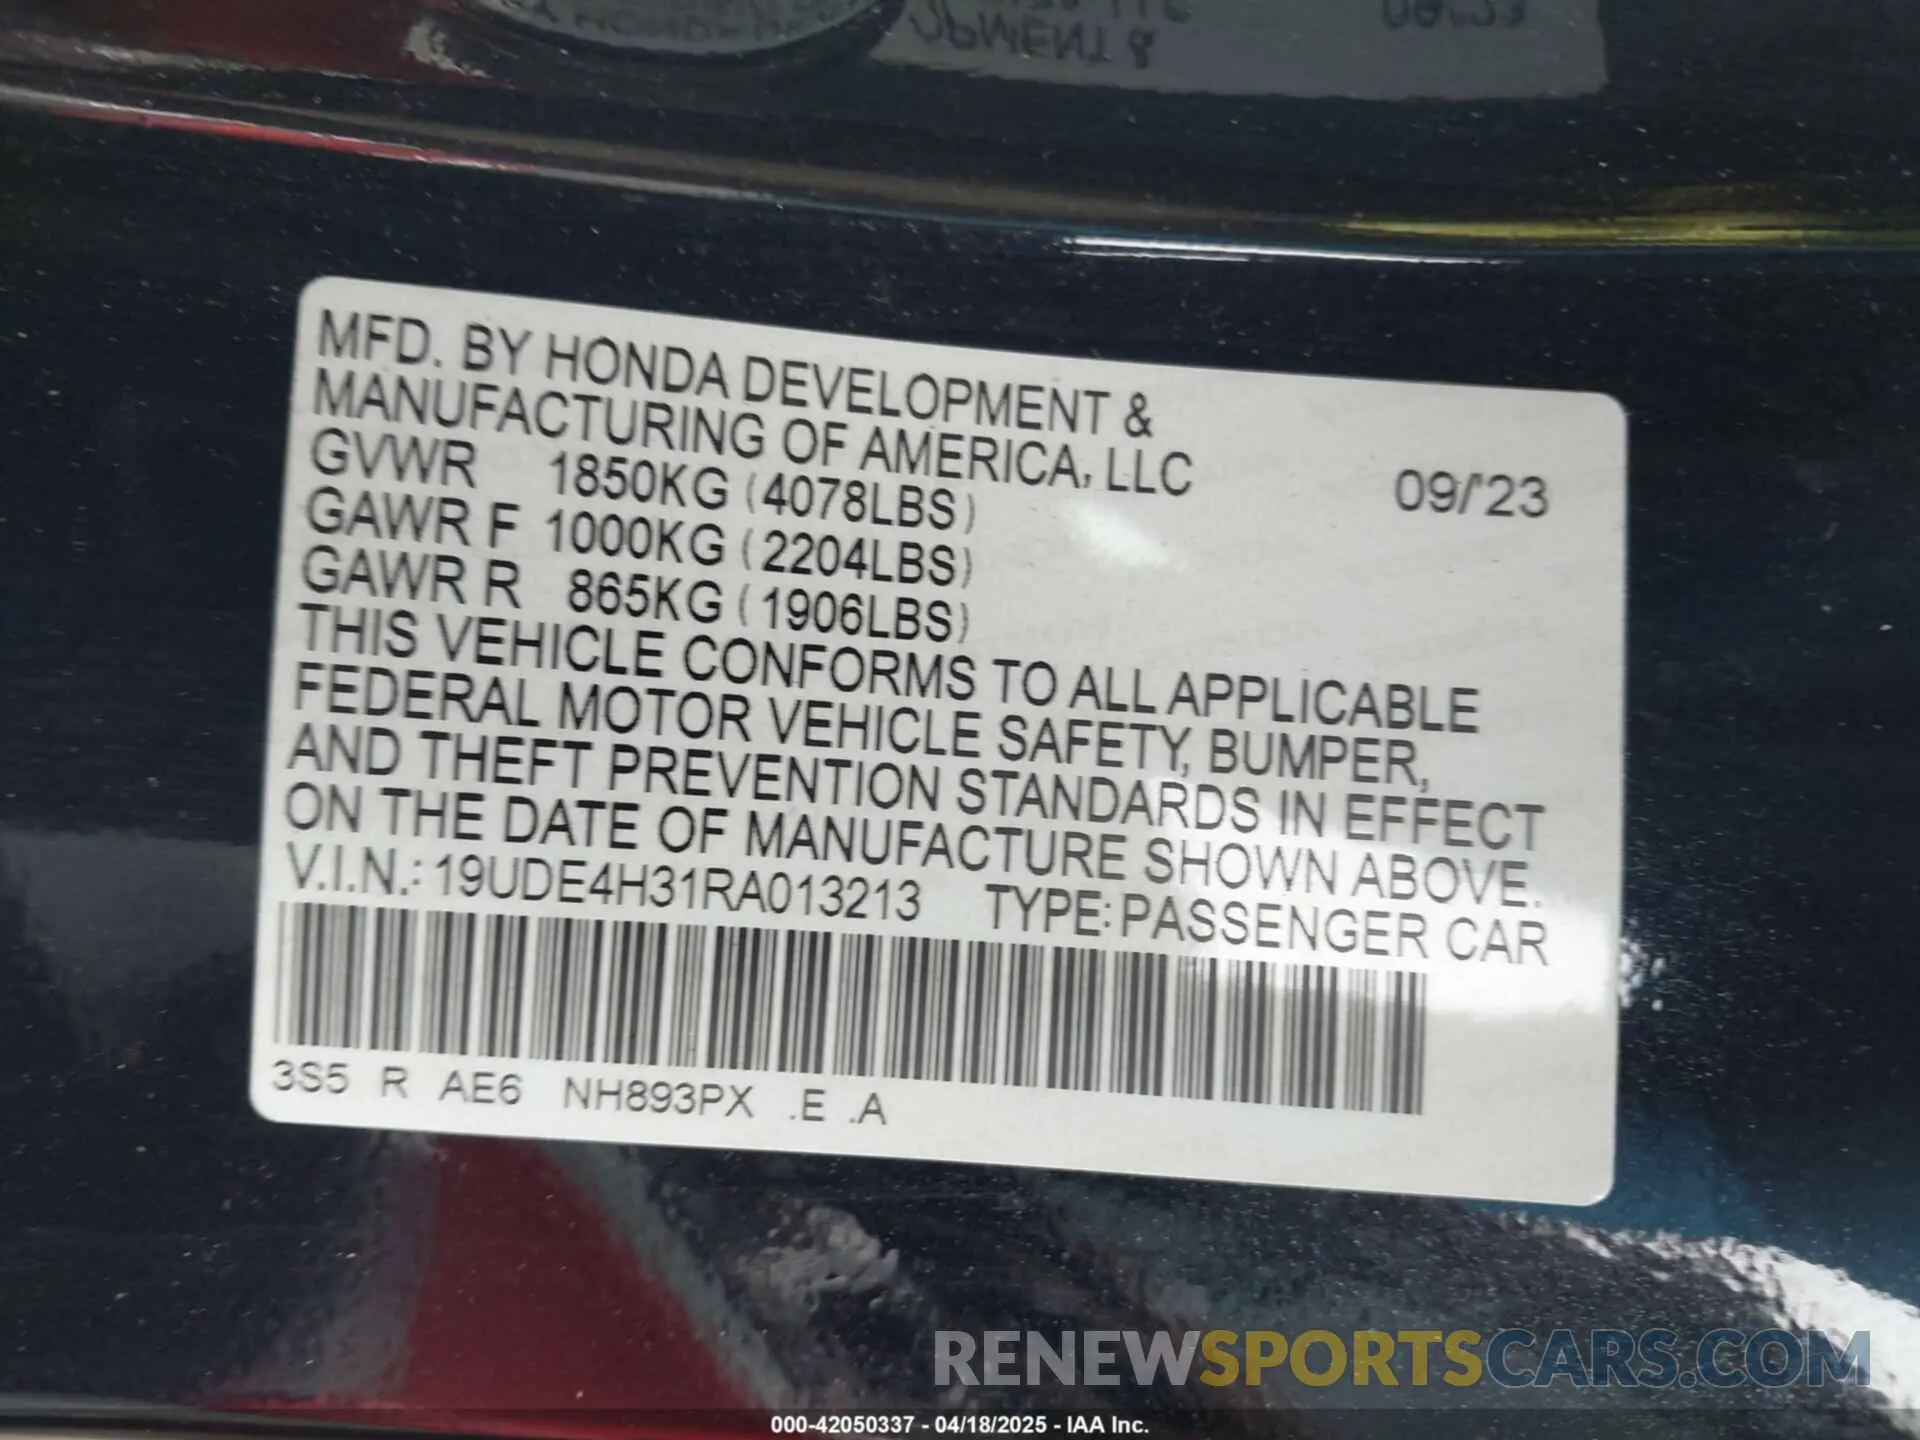 MFD. BY HONDA DEVELOPMENT &
MANUFACTURING OF AMERICA, LLC
GVWR 1850KG (4078LBS) 09/'23
GAWR F 1000KG (2204LBS)
GAWR R 865KG (1906LBS)
THIS VEHICLE CONFORMS TO ALL APPLICABLE
FEDERAL MOTOR VEHICLE SAFETY, BUMPER,
AND THEFT PREVENTION STANDARDS IN EFFECT
ON THE DATE OF MANUFACTURE SHOWN ABOVE.
V.I.N.: 19UDE4H31RA013213 TYPE: PASSENGER CAR
3S5 R AE6 NH893PX .E .A
RENEWSPORTSCARS.COM
000-42050337 - 04/18/2025 - IAA Inc.